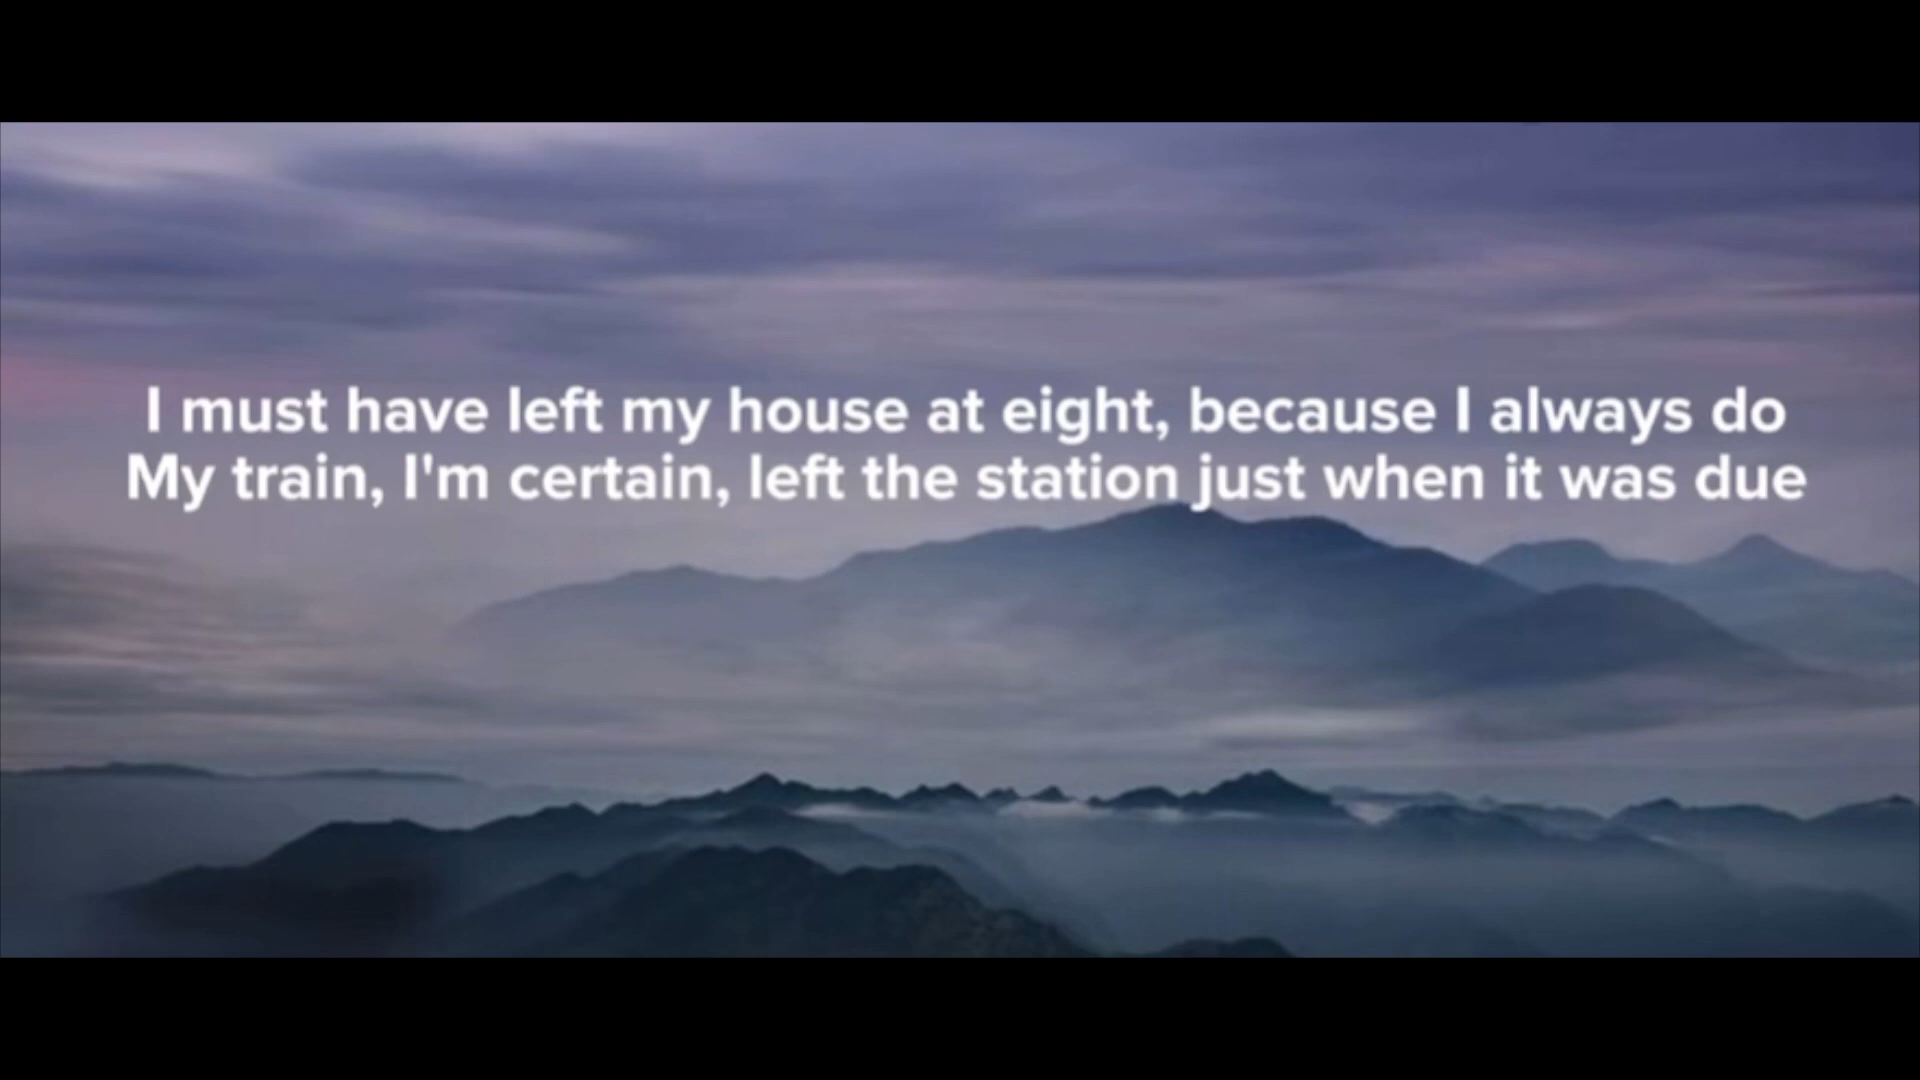 I must have left my house at eight, because I always do
My train, I'm certain, left the station just when it was due